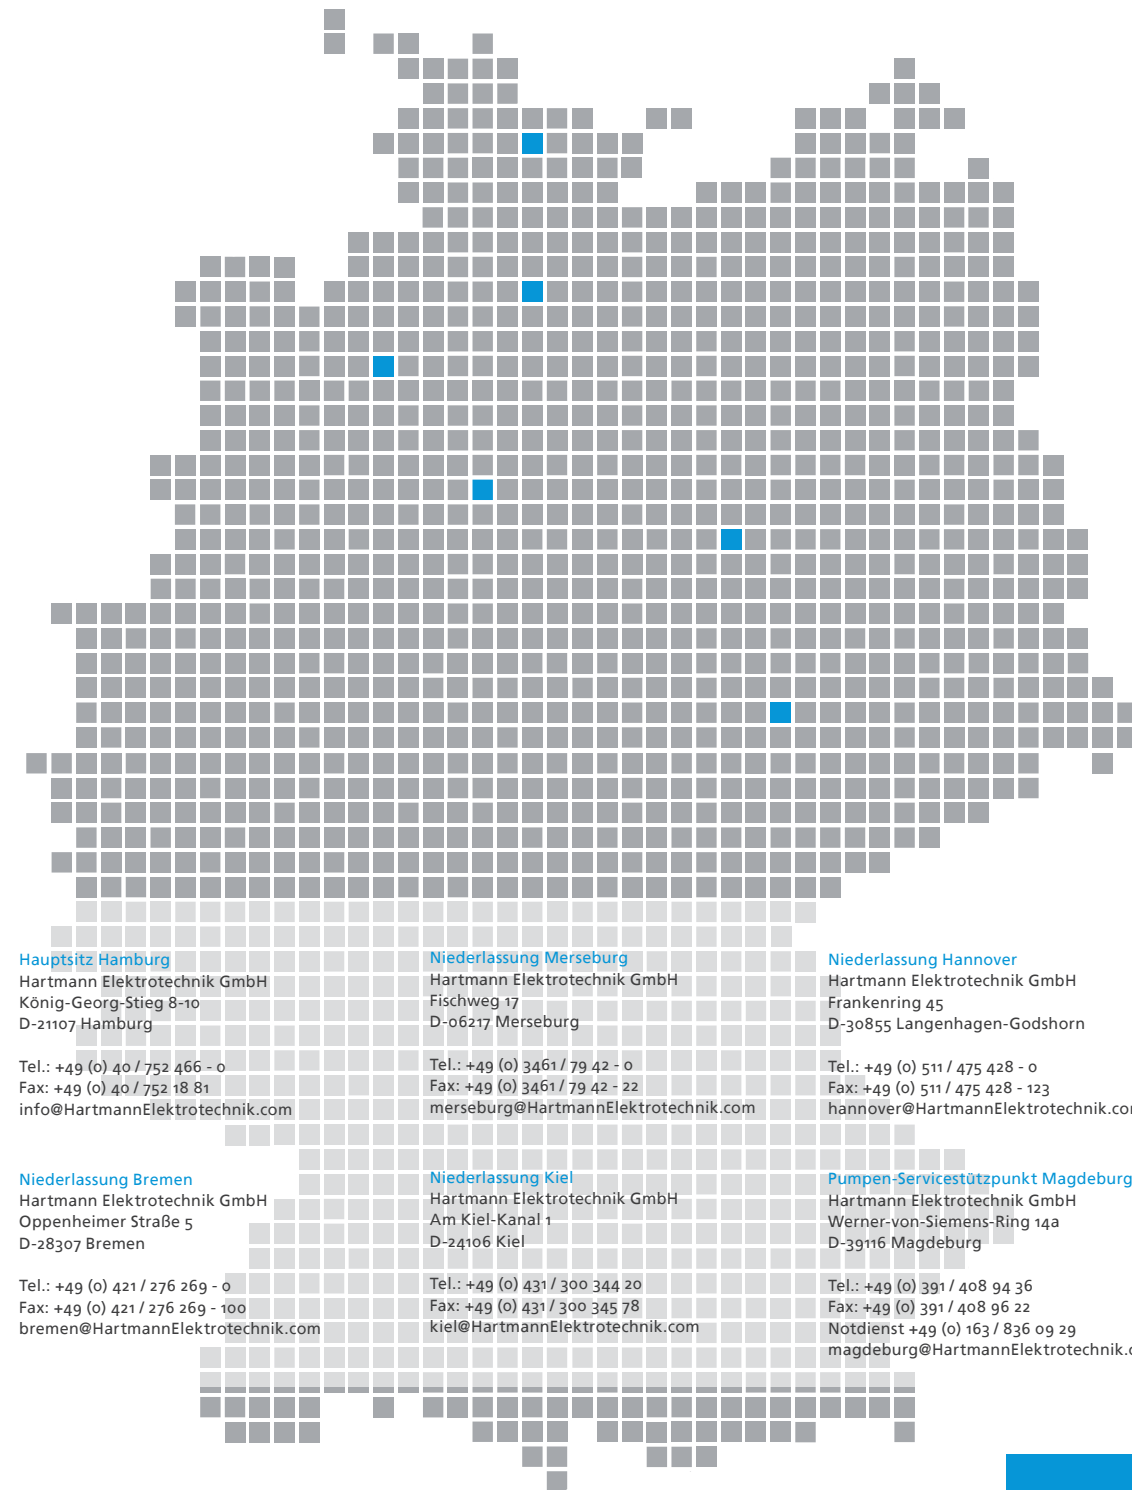 Hauptsitz Hamburg
Hartmann Elektrotechnik GmbH
König-Georg-Stieg 8-10
D-21107 Hamburg
Tel.: +49 (0) 40 / 752 466 - 0
Fax: +49 (0) 40 / 752 18 81
info@HartmannElektrotechnik.com
Niederlassung Merseburg
Hartmann Elektrotechnik GmbH
Fischweg 17
D-06217 Merseburg
Tel.: +49 (0) 3461 / 79 42 - 0
Fax: +49 (0) 3461 / 79 42 - 22
merseburg@HartmannElektrotechnik.com
Niederlassung Hannover
Hartmann Elektrotechnik GmbH
Frankenring 45
D-30855 Langenhagen-Godshorn
Tel.: +49 (0) 511 / 475 428 - 0
Fax: +49 (0) 511 / 475 428 - 123
hannover@HartmannElektrotechnik.co
Niederlassung Bremen
Hartmann Elektrotechnik GmbH
Oppenheimer Straße 5
D-28307 Bremen
Tel.: +49 (0) 421 / 276 269 - 0
Fax: +49 (0) 421 / 276 269 - 100
bremen@HartmannElektrotechnik.com
Niederlassung Kiel
Hartmann Elektrotechnik GmbH
Am Kiel-Kanal 1
D-24106 Kiel
Tel.: +49 (0) 431 / 300 344 20
Fax: +49 (0) 431 / 300 345 78
kiel@HartmannElektrotechnik.com
Pumpen-Servicestützpunkt Magdeburg
Hartmann Elektrotechnik GmbH
Werner-von-Siemens-Ring 14a
D-39116 Magdeburg
Tel.: +49 (0) 391 / 408 94 36
Fax: +49 (0) 391 / 408 96 22
Notdienst +49 (0) 163 / 836 09 29
magdeburg@HartmannElektrotechnik.